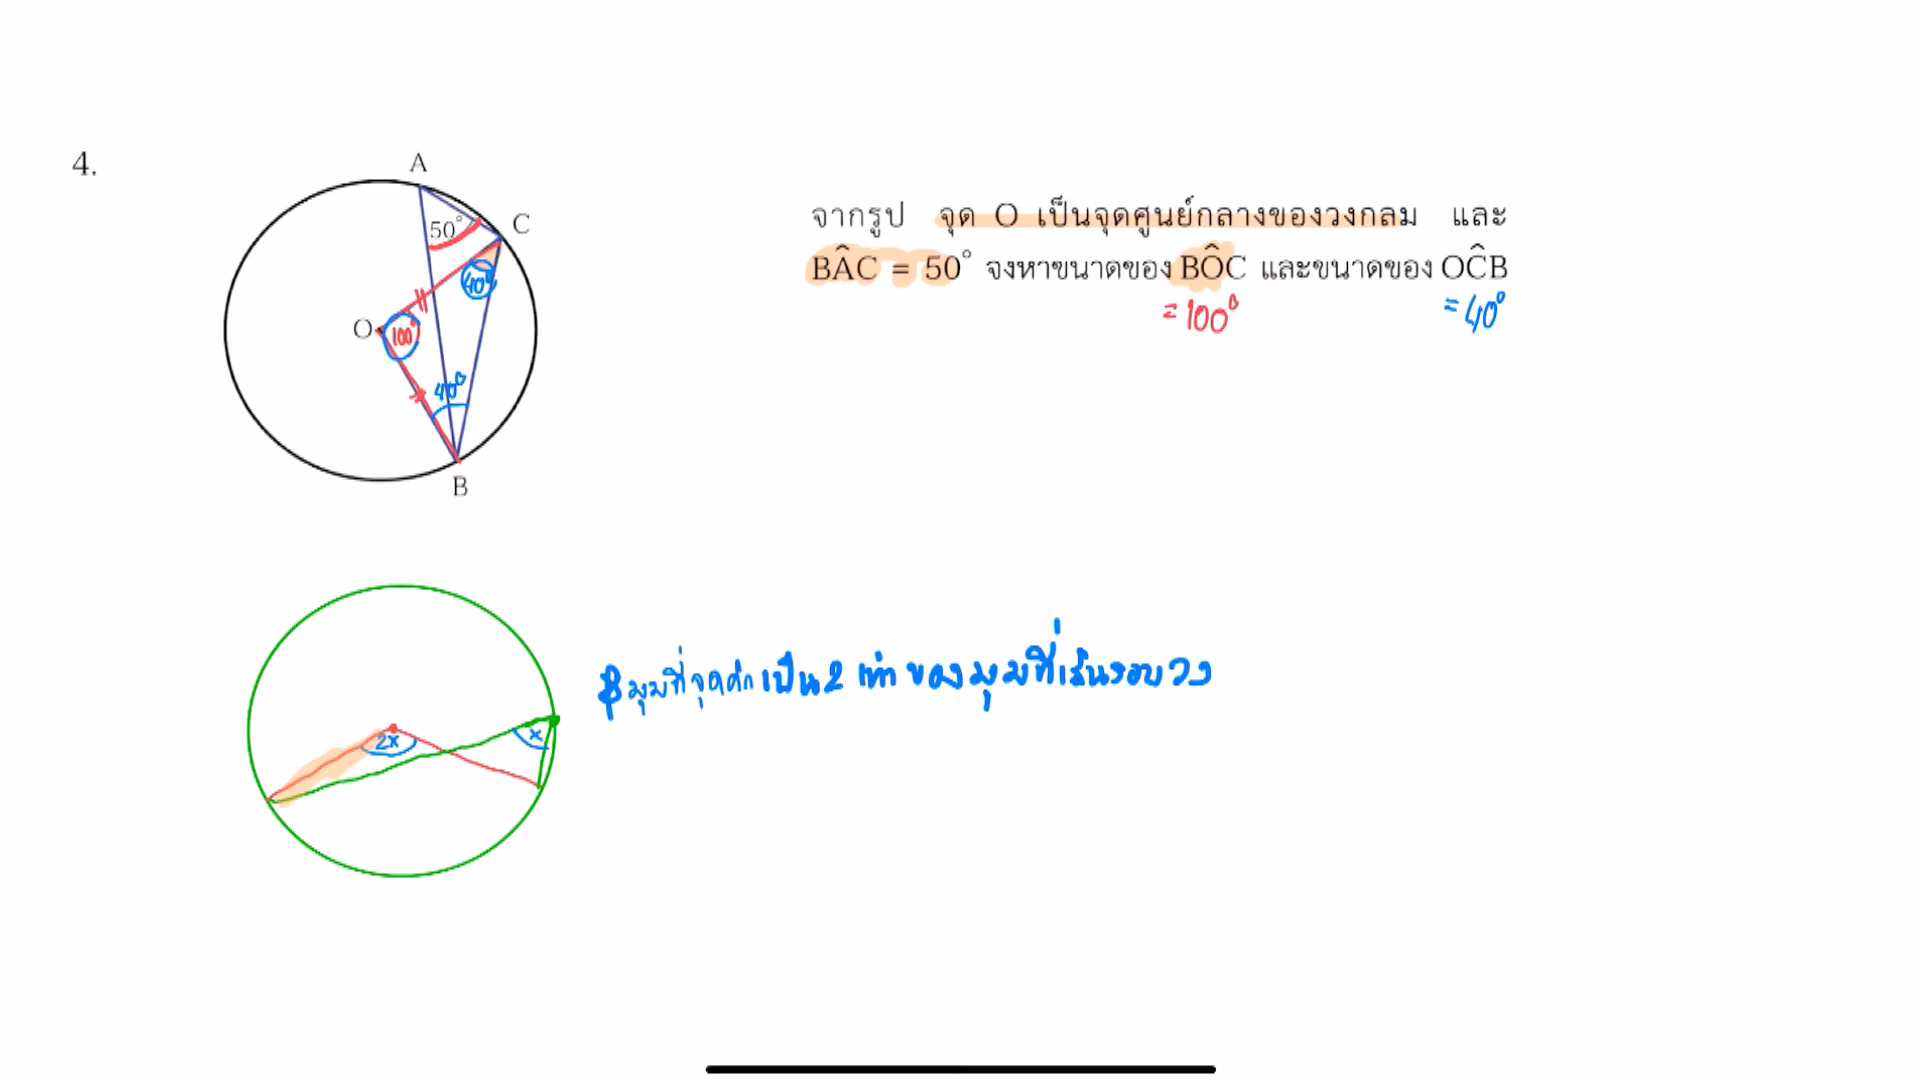 4.
A
C
50°
40°
O
100°
40°
B
จากรูป จุด O เป็นจุดศูนย์กลางของวงกลม และ
BÂC = 50° จงหาขนาดของ BÔC และขนาดของ OĈB
= 100° = 40°
มุมที่จุดศก เป็น 2 เท่า ของมุมที่เส้นรอบวง
2x
x